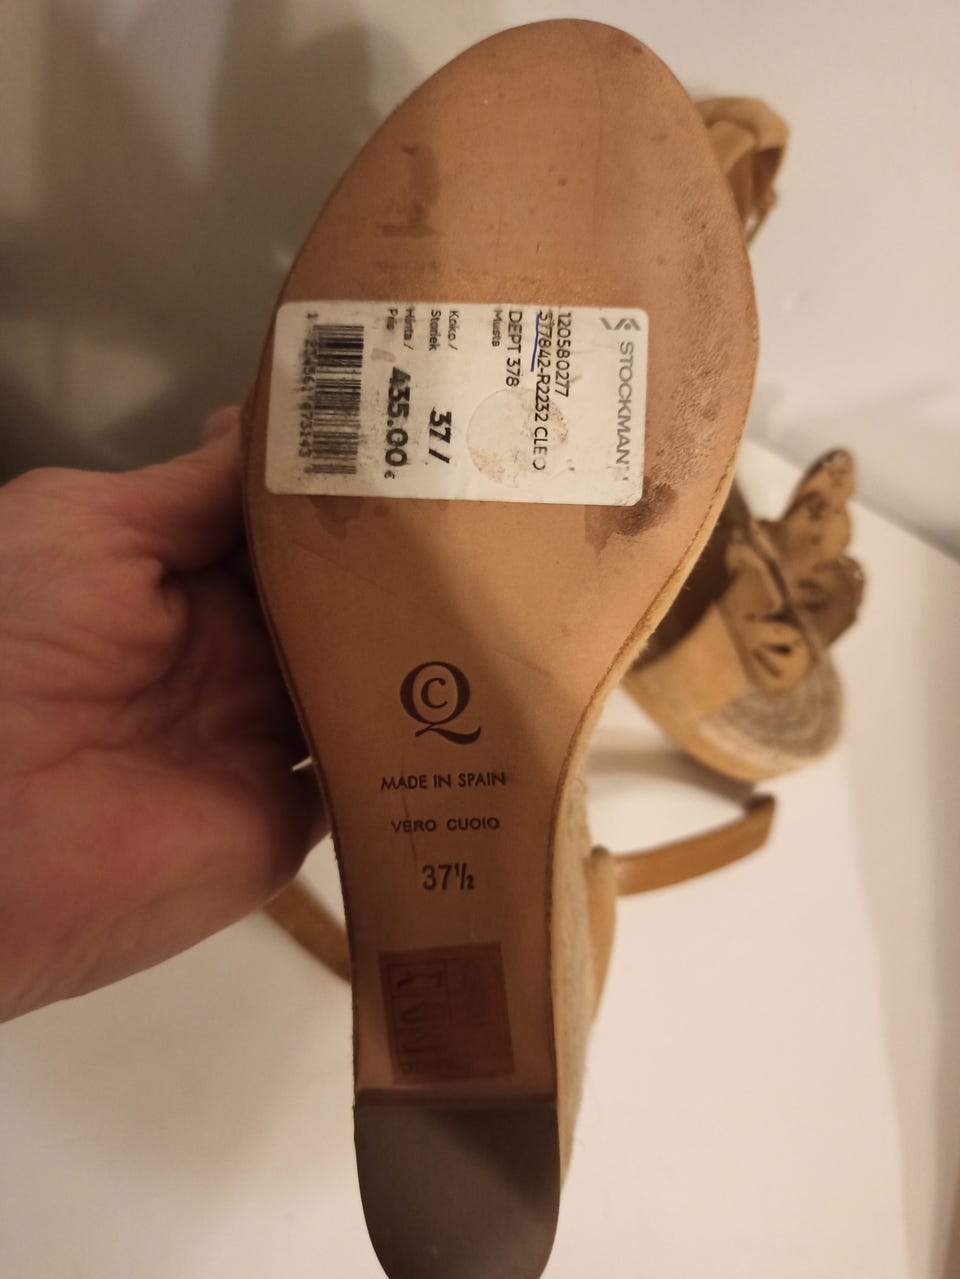 STOCKMANN
120580277
377842-R2232 CLEO
DEPT 378
Musta
Koko /
Storlek
37 /
Hinta /
Pris
435.00 €
MADE IN SPAIN
VERO CUOIO
37½